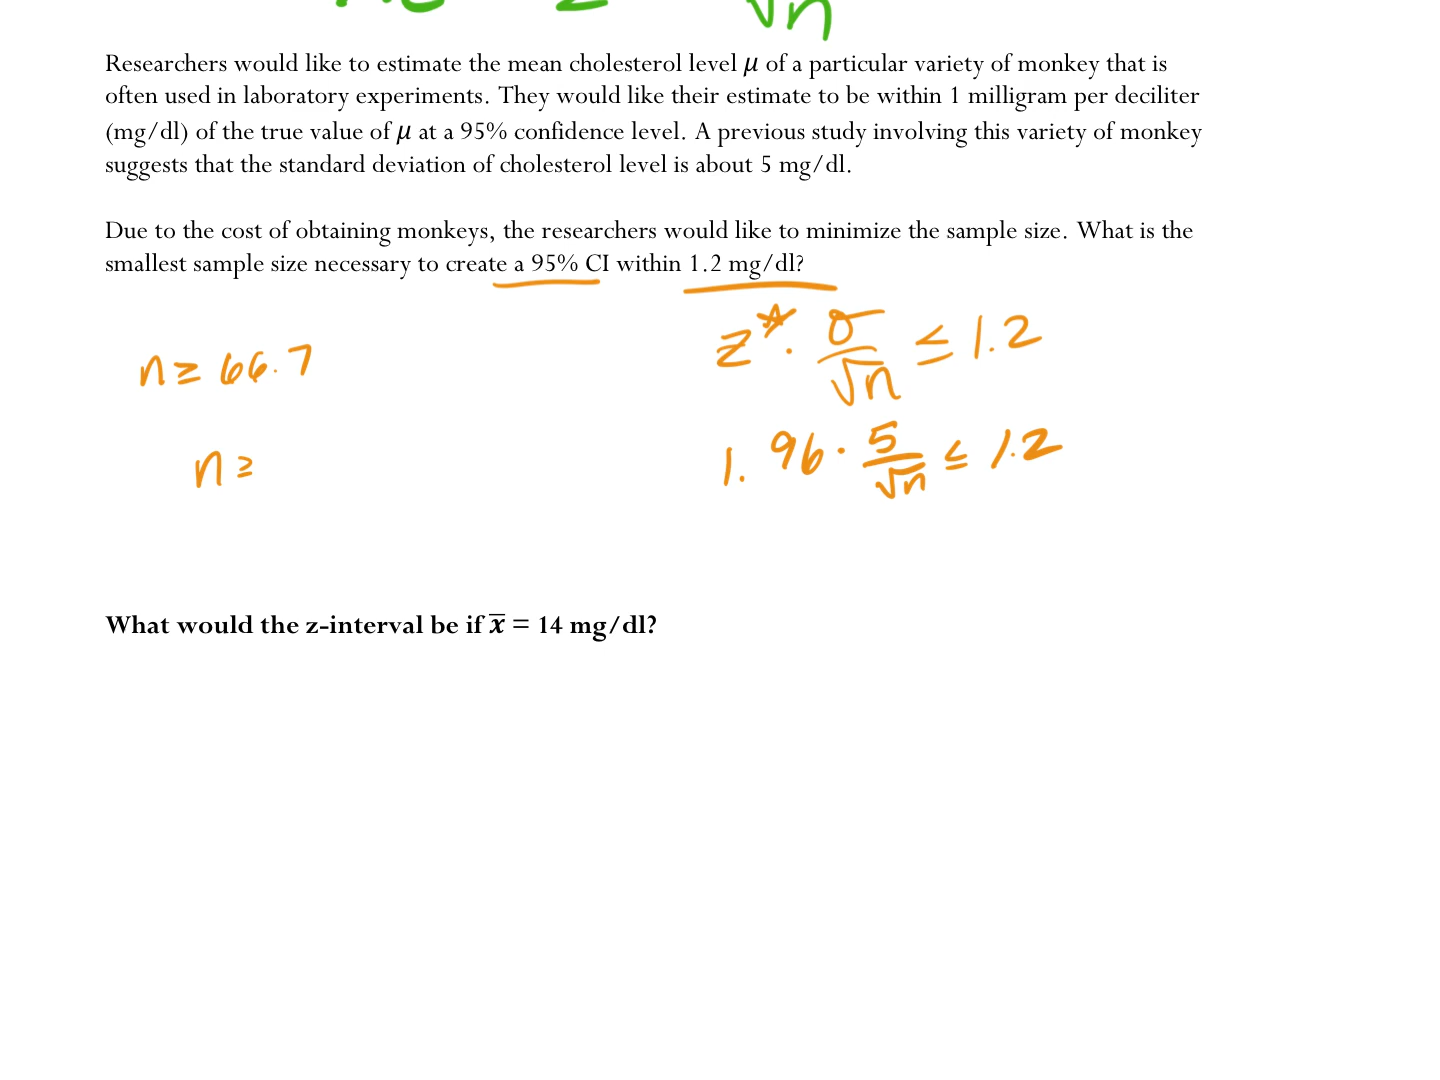 √n
Researchers would like to estimate the mean cholesterol level μ of a particular variety of monkey that is
often used in laboratory experiments. They would like their estimate to be within 1 milligram per deciliter
(mg/dl) of the true value of μ at a 95% confidence level. A previous study involving this variety of monkey
suggests that the standard deviation of cholesterol level is about 5 mg/dl.
Due to the cost of obtaining monkeys, the researchers would like to minimize the sample size. What is the
smallest sample size necessary to create a 95% CI within 1.2 mg/dl?
z* · σ/√n ≤ 1.2
n ≥ 66.7
1.96 · 5/√n ≤ 1.2
n ≥
What would the z-interval be if x̄ = 14 mg/dl?